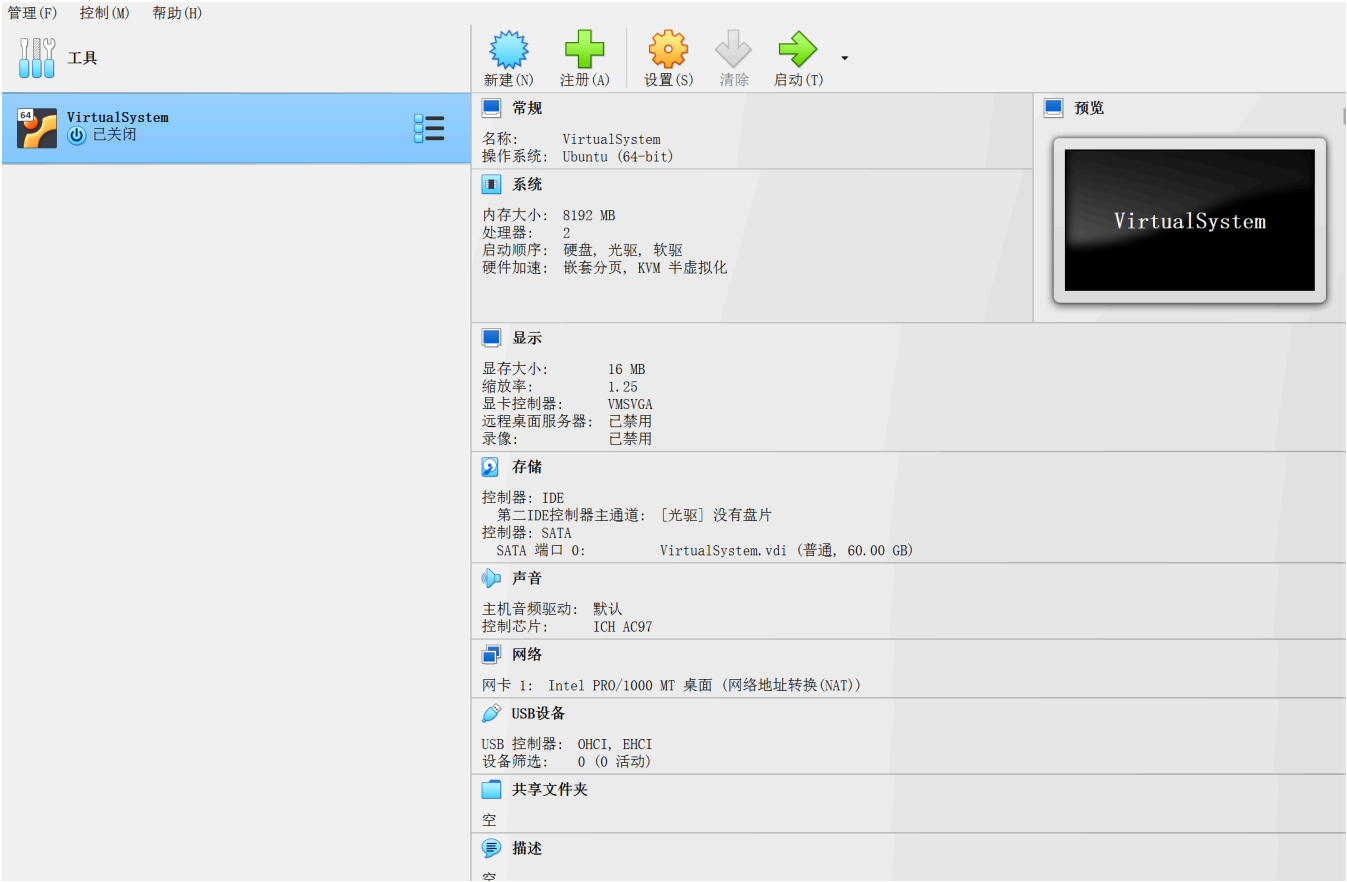 管理(F) 控制(M) 帮助(H)
工具
新建(N) 注册(A) 设置(S) 清除 启动(T)
64
VirtualSystem
已关闭
常规
名称: VirtualSystem
操作系统: Ubuntu (64-bit)
预览
VirtualSystem
系统
内存大小: 8192 MB
处理器: 2
启动顺序: 硬盘, 光驱, 软驱
硬件加速: 嵌套分页, KVM 半虚拟化
显示
显存大小: 16 MB
缩放率: 1.25
显卡控制器: VMSVGA
远程桌面服务器: 已禁用
录像: 已禁用
存储
控制器: IDE
第二IDE控制器主通道: [光驱] 没有盘片
控制器: SATA
SATA 端口 0: VirtualSystem.vdi (普通, 60.00 GB)
声音
主机音频驱动: 默认
控制芯片: ICH AC97
网络
网卡 1: Intel PRO/1000 MT 桌面 (网络地址转换(NAT))
USB设备
USB 控制器: OHCI, EHCI
设备筛选: 0 (0 活动)
共享文件夹
空
描述
空